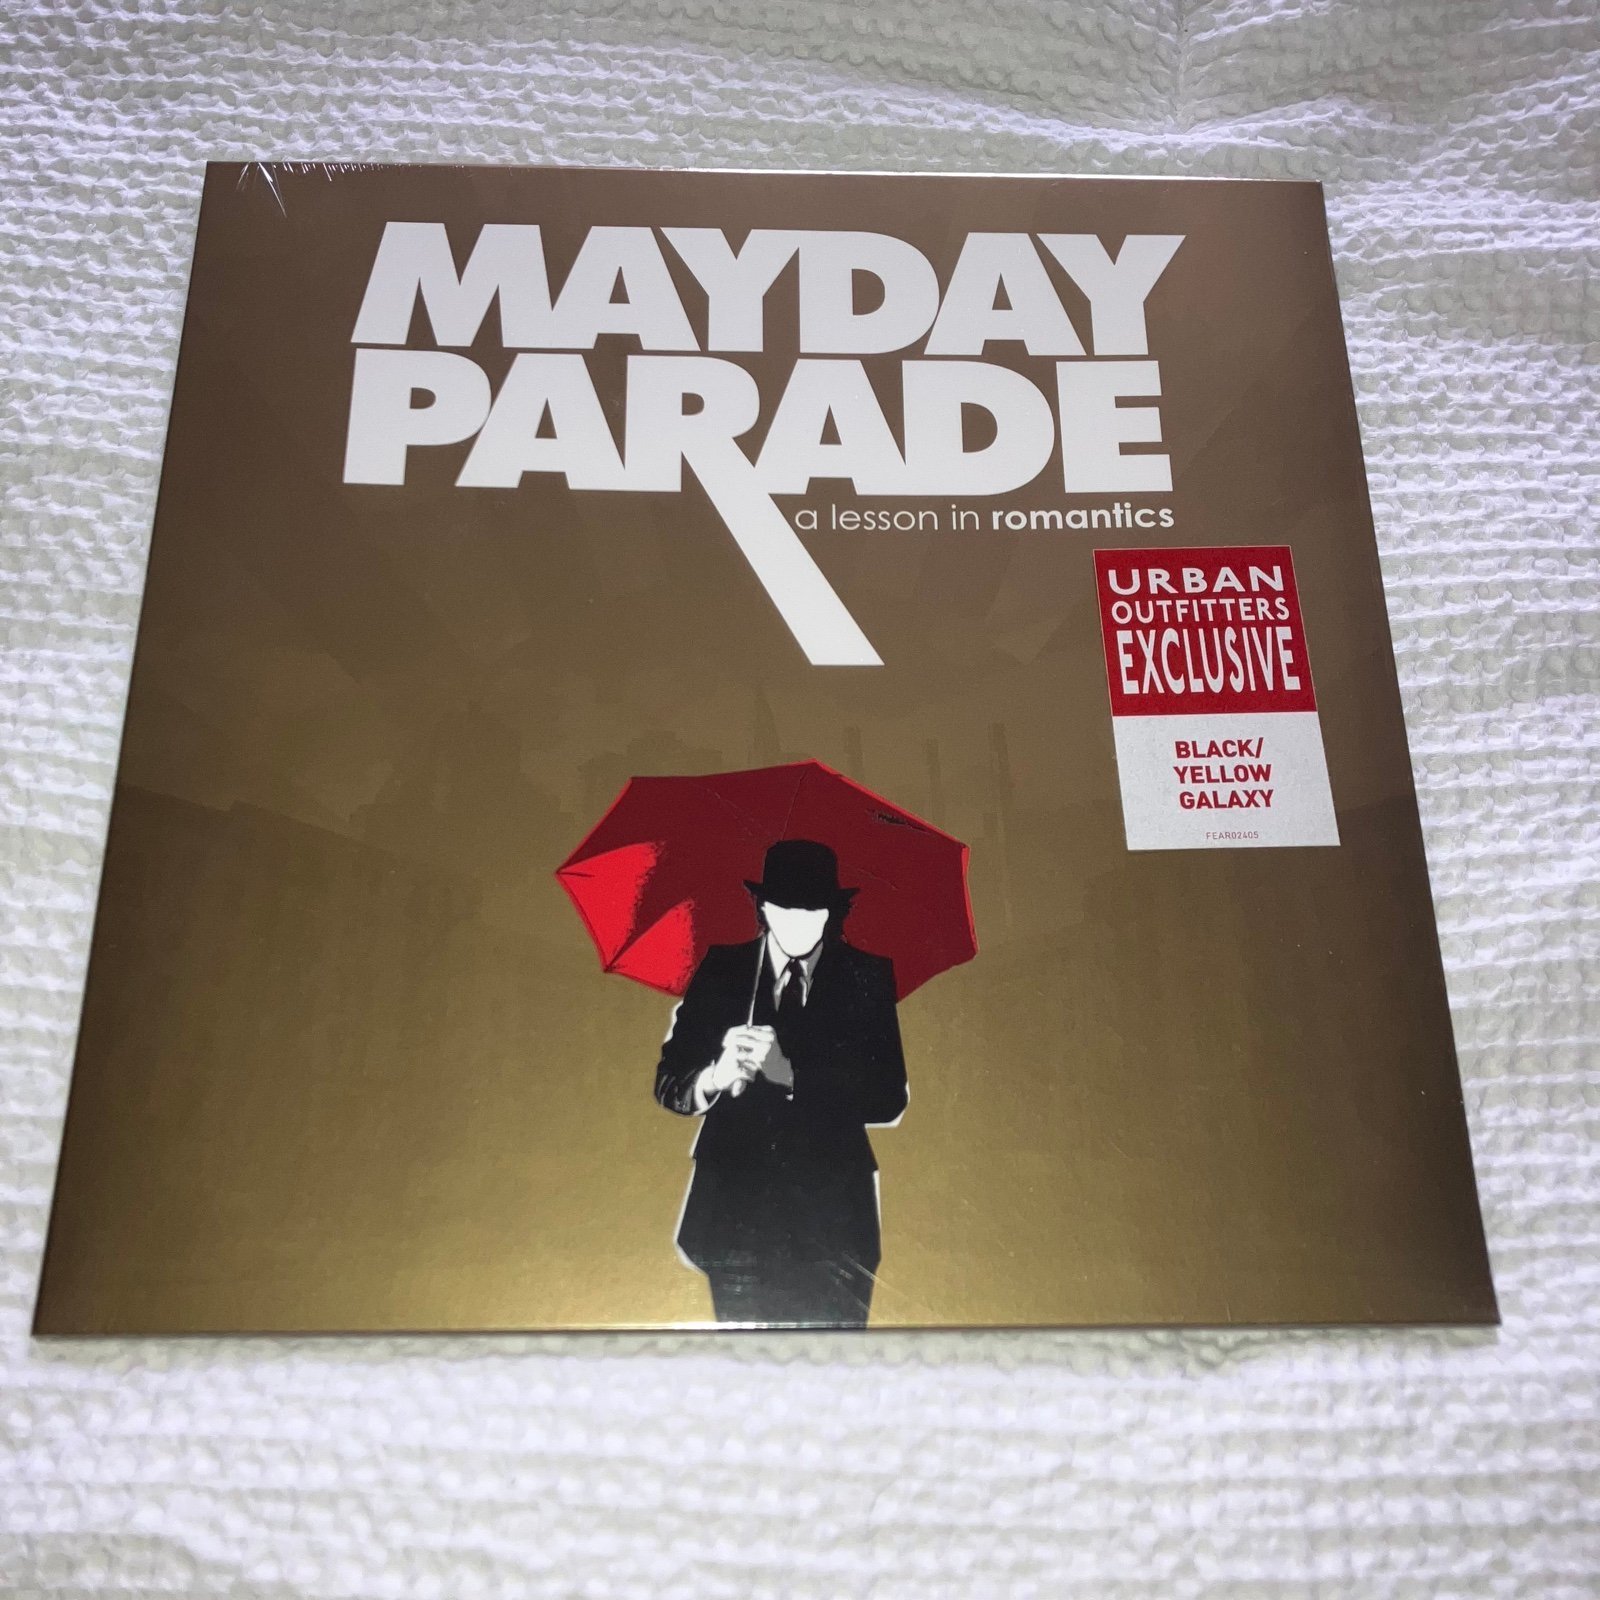 MAYDAY
PARADE
a lesson in romantics
URBAN
OUTFITTERS
EXCLUSIVE
BLACK/
YELLOW
GALAXY
FEAR02405